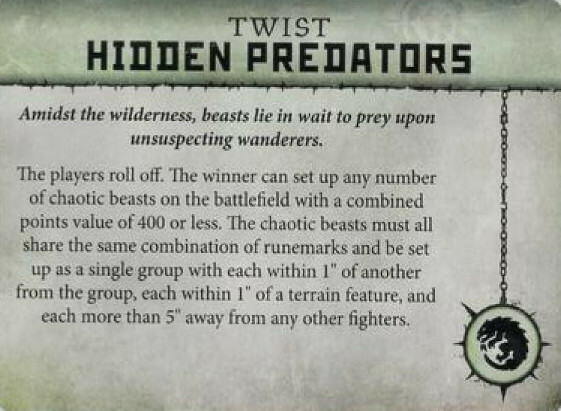 TWIST
HIDDEN PREDATORS
Amidst the wilderness, beasts lie in wait to prey upon
unsuspecting wanderers.
The players roll off. The winner can set up any number
of chaotic beasts on the battlefield with a combined
points value of 400 or less. The chaotic beasts must all
share the same combination of runemarks and be set
up as a single group with each within 1" of another
from the group, each within 1" of a terrain feature, and
each more than 5" away from any other fighters.